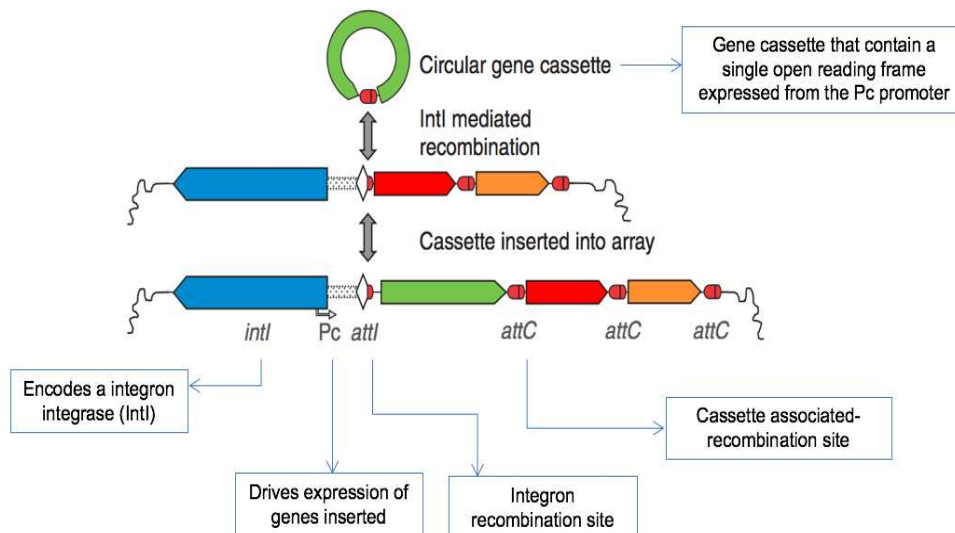 Circular gene cassette
Gene cassette that contain a
single open reading frame
expressed from the Pc promoter
IntI mediated
recombination
Cassette inserted into array
intI
Pc
attI
attC
attC
attC
Encodes a integron
integrase (IntI)
Cassette associated-
recombination site
Drives expression of
genes inserted
Integron
recombination site